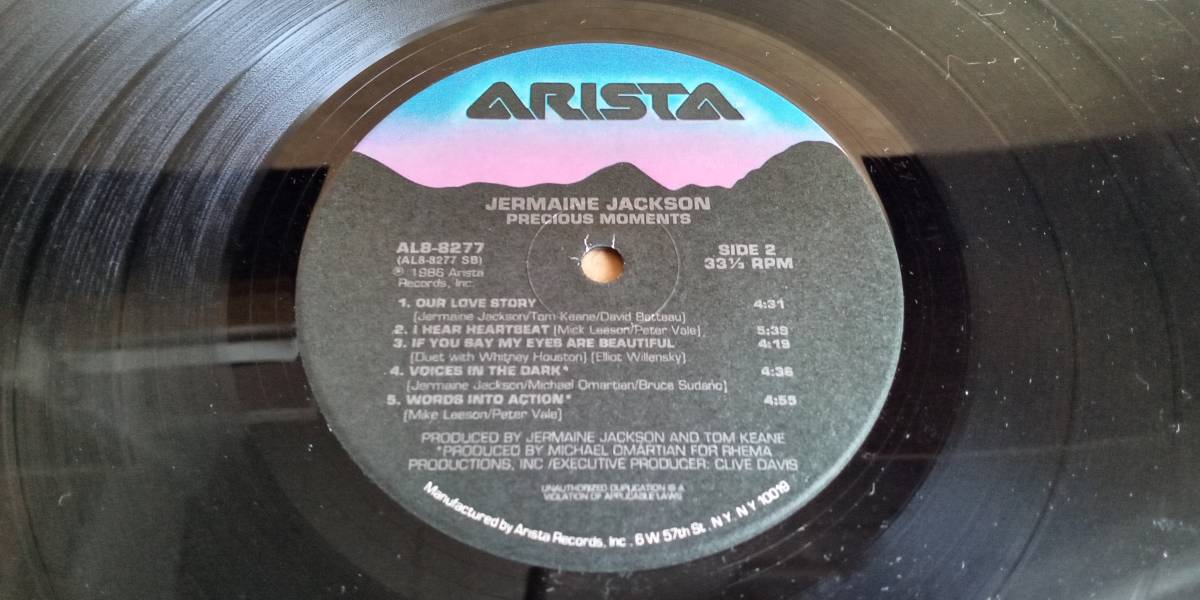 ARISTA
JERMAINE JACKSON
PRECIOUS MOMENTS
AL8-8277
(AL8-8277 SB)
℗ 1986 Arista
Records, Inc.
SIDE 2
33⅓ RPM
1. OUR LOVE STORY 4:31
(Jermaine Jackson/Tom Keane/David Batteau)
2. I HEAR HEARTBEAT (Mick Leeson/Peter Vale) 5:39
3. IF YOU SAY MY EYES ARE BEAUTIFUL 4:19
(Duet with Whitney Houston) (Elliot Willensky)
4. VOICES IN THE DARK* 4:36
(Jermaine Jackson/Michael Omartian/Bruce Sudano)
5. WORDS INTO ACTION* 4:55
(Mike Leeson/Peter Vale)
PRODUCED BY JERMAINE JACKSON AND TOM KEANE
*PRODUCED BY MICHAEL OMARTIAN FOR RHEMA
PRODUCTIONS, INC /EXECUTIVE PRODUCER: CLIVE DAVIS
UNAUTHORIZED DUPLICATION IS A
VIOLATION OF APPLICABLE LAWS
Manufactured by Arista Records, Inc . 6 W 57th St . N Y. N Y 10019